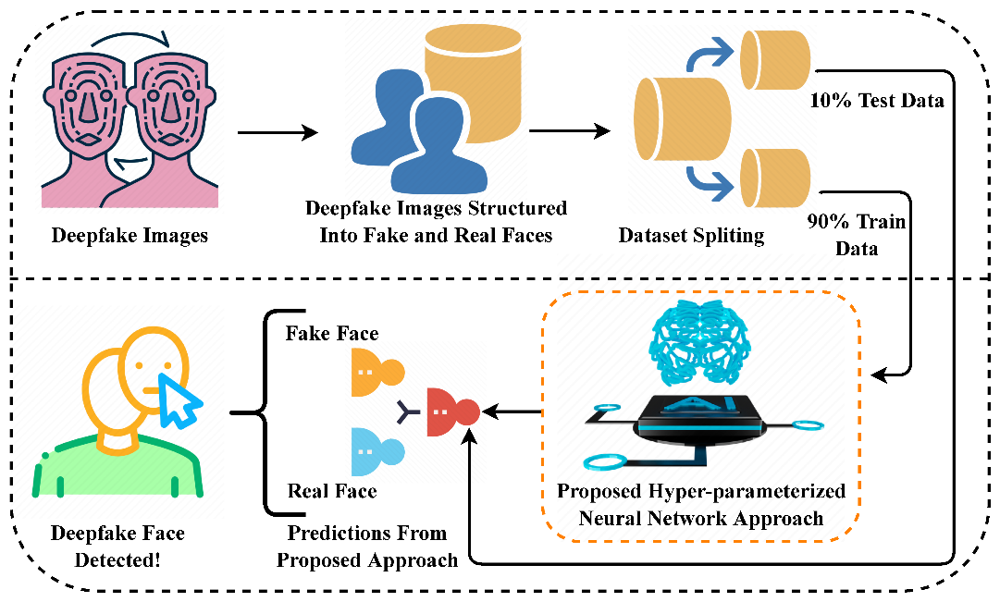 Deepfake Images
Deepfake Images Structured
Into Fake and Real Faces
Dataset Spliting
10% Test Data
90% Train
Data
Fake Face
Real Face
Predictions From
Proposed Approach
Deepfake Face
Detected!
AI
Proposed Hyper-parameterized
Neural Network Approach